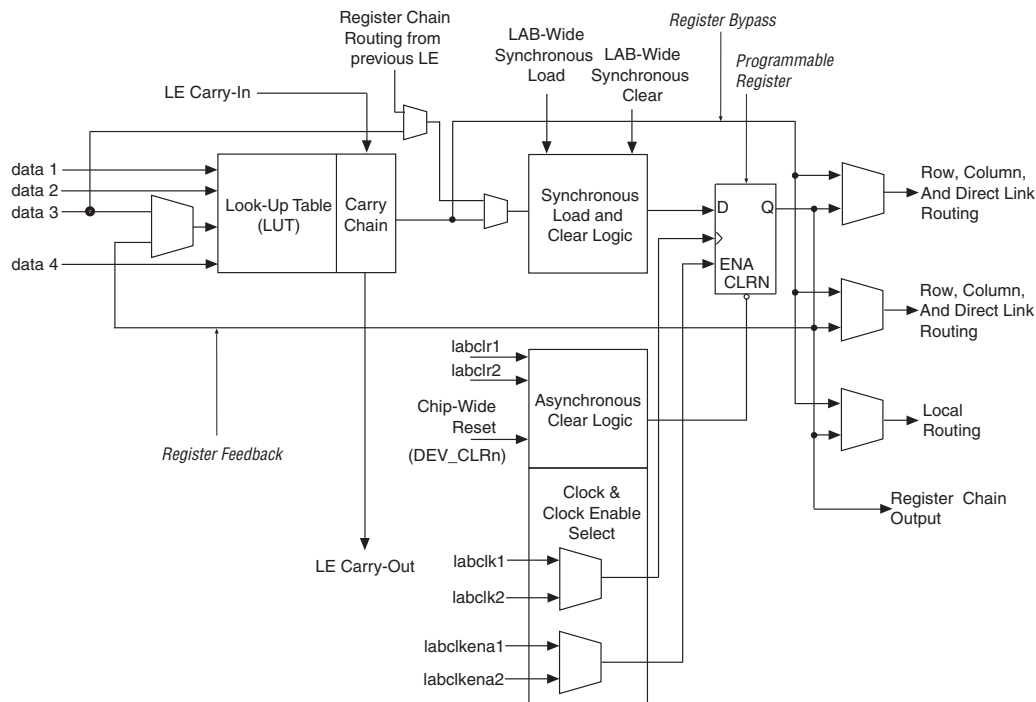 Register Chain
Routing from
previous LE
LAB-Wide
Synchronous
Load
LAB-Wide
Synchronous
Clear
Register Bypass
Programmable
Register
LE Carry-In
data 1
data 2
data 3
data 4
Look-Up Table
(LUT)
Carry
Chain
Synchronous
Load and
Clear Logic
D
Q
ENA
CLRN
Row, Column,
And Direct Link
Routing
Row, Column,
And Direct Link
Routing
Local
Routing
Register Chain
Output
labclr1
labclr2
Chip-Wide
Reset
(DEV_CLRn)
Asynchronous
Clear Logic
Register Feedback
Clock &
Clock Enable
Select
LE Carry-Out
labclk1
labclk2
labclkena1
labclkena2